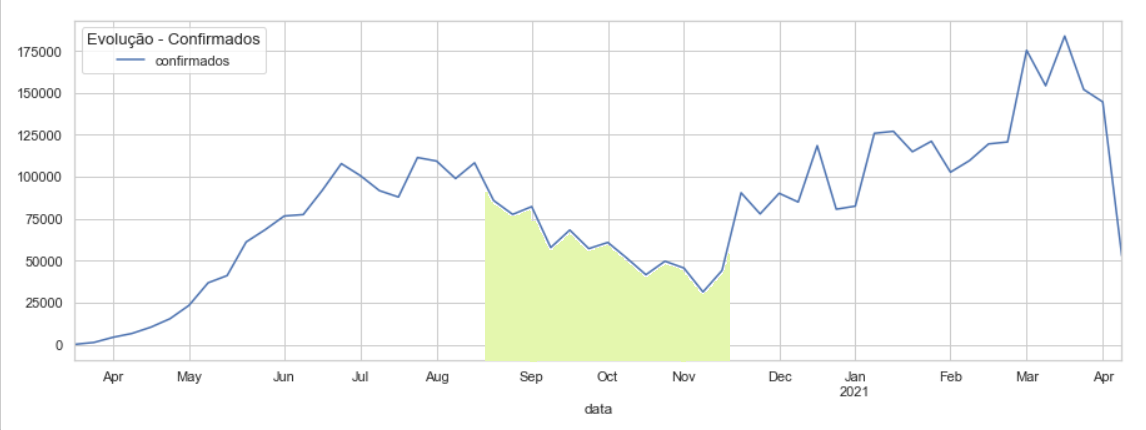 Evolução - Confirmados
confirmados
175000
150000
125000
100000
75000
50000
25000
0
Apr May Jun Jul Aug Sep Oct Nov Dec Jan Feb Mar Apr
2021
data